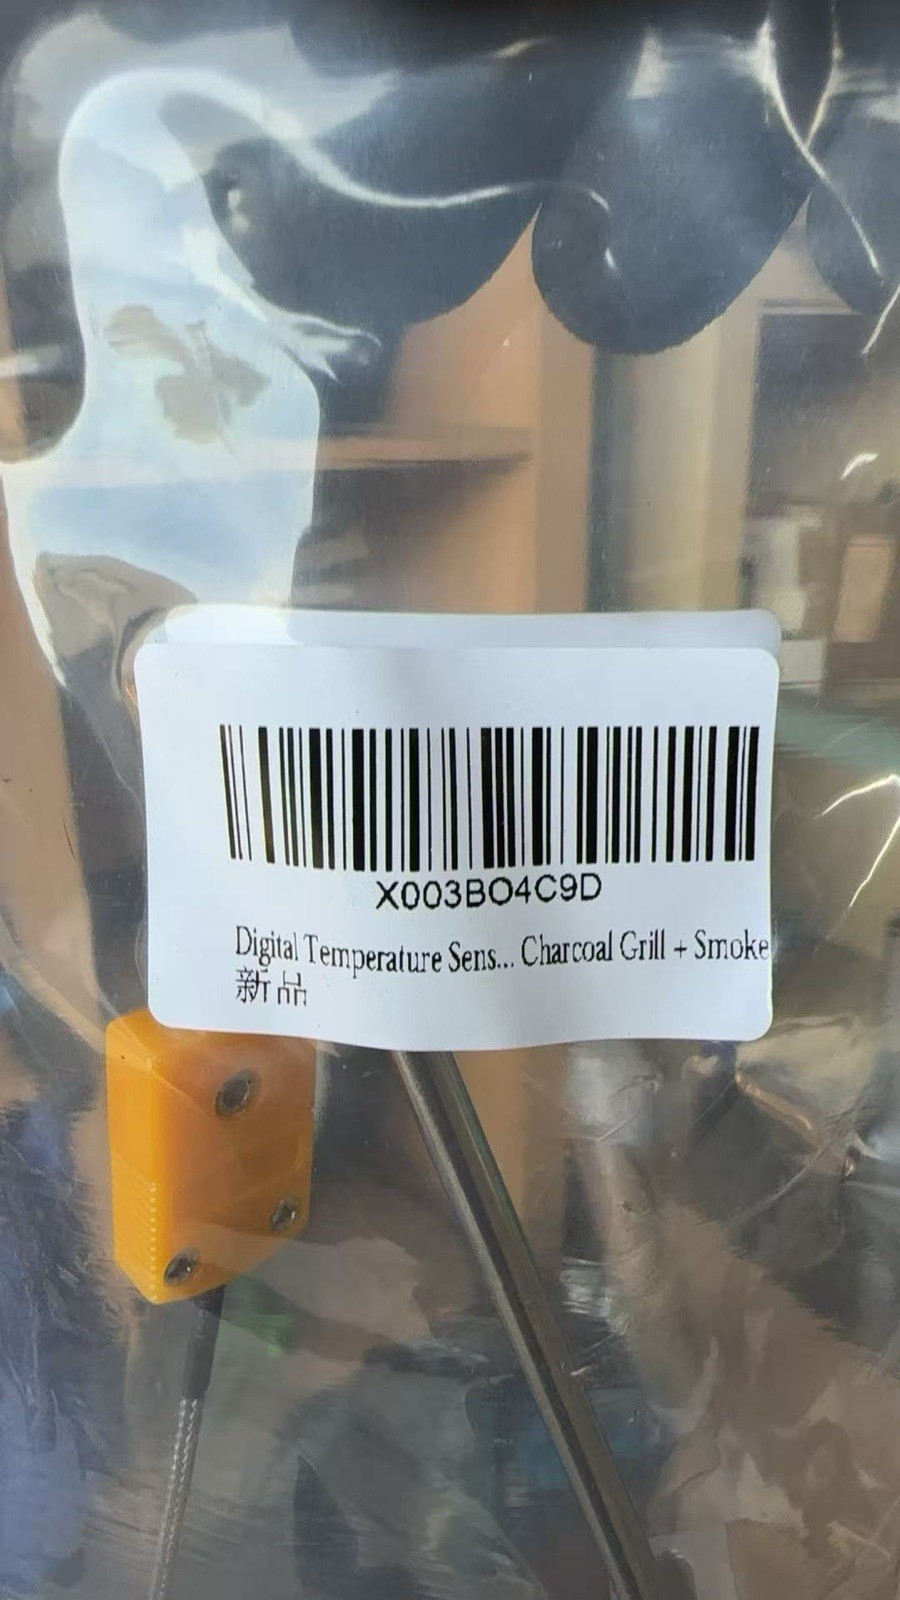 X003BO4C9D
Digital Temperature Sens... Charcoal Grill + Smoke
新品